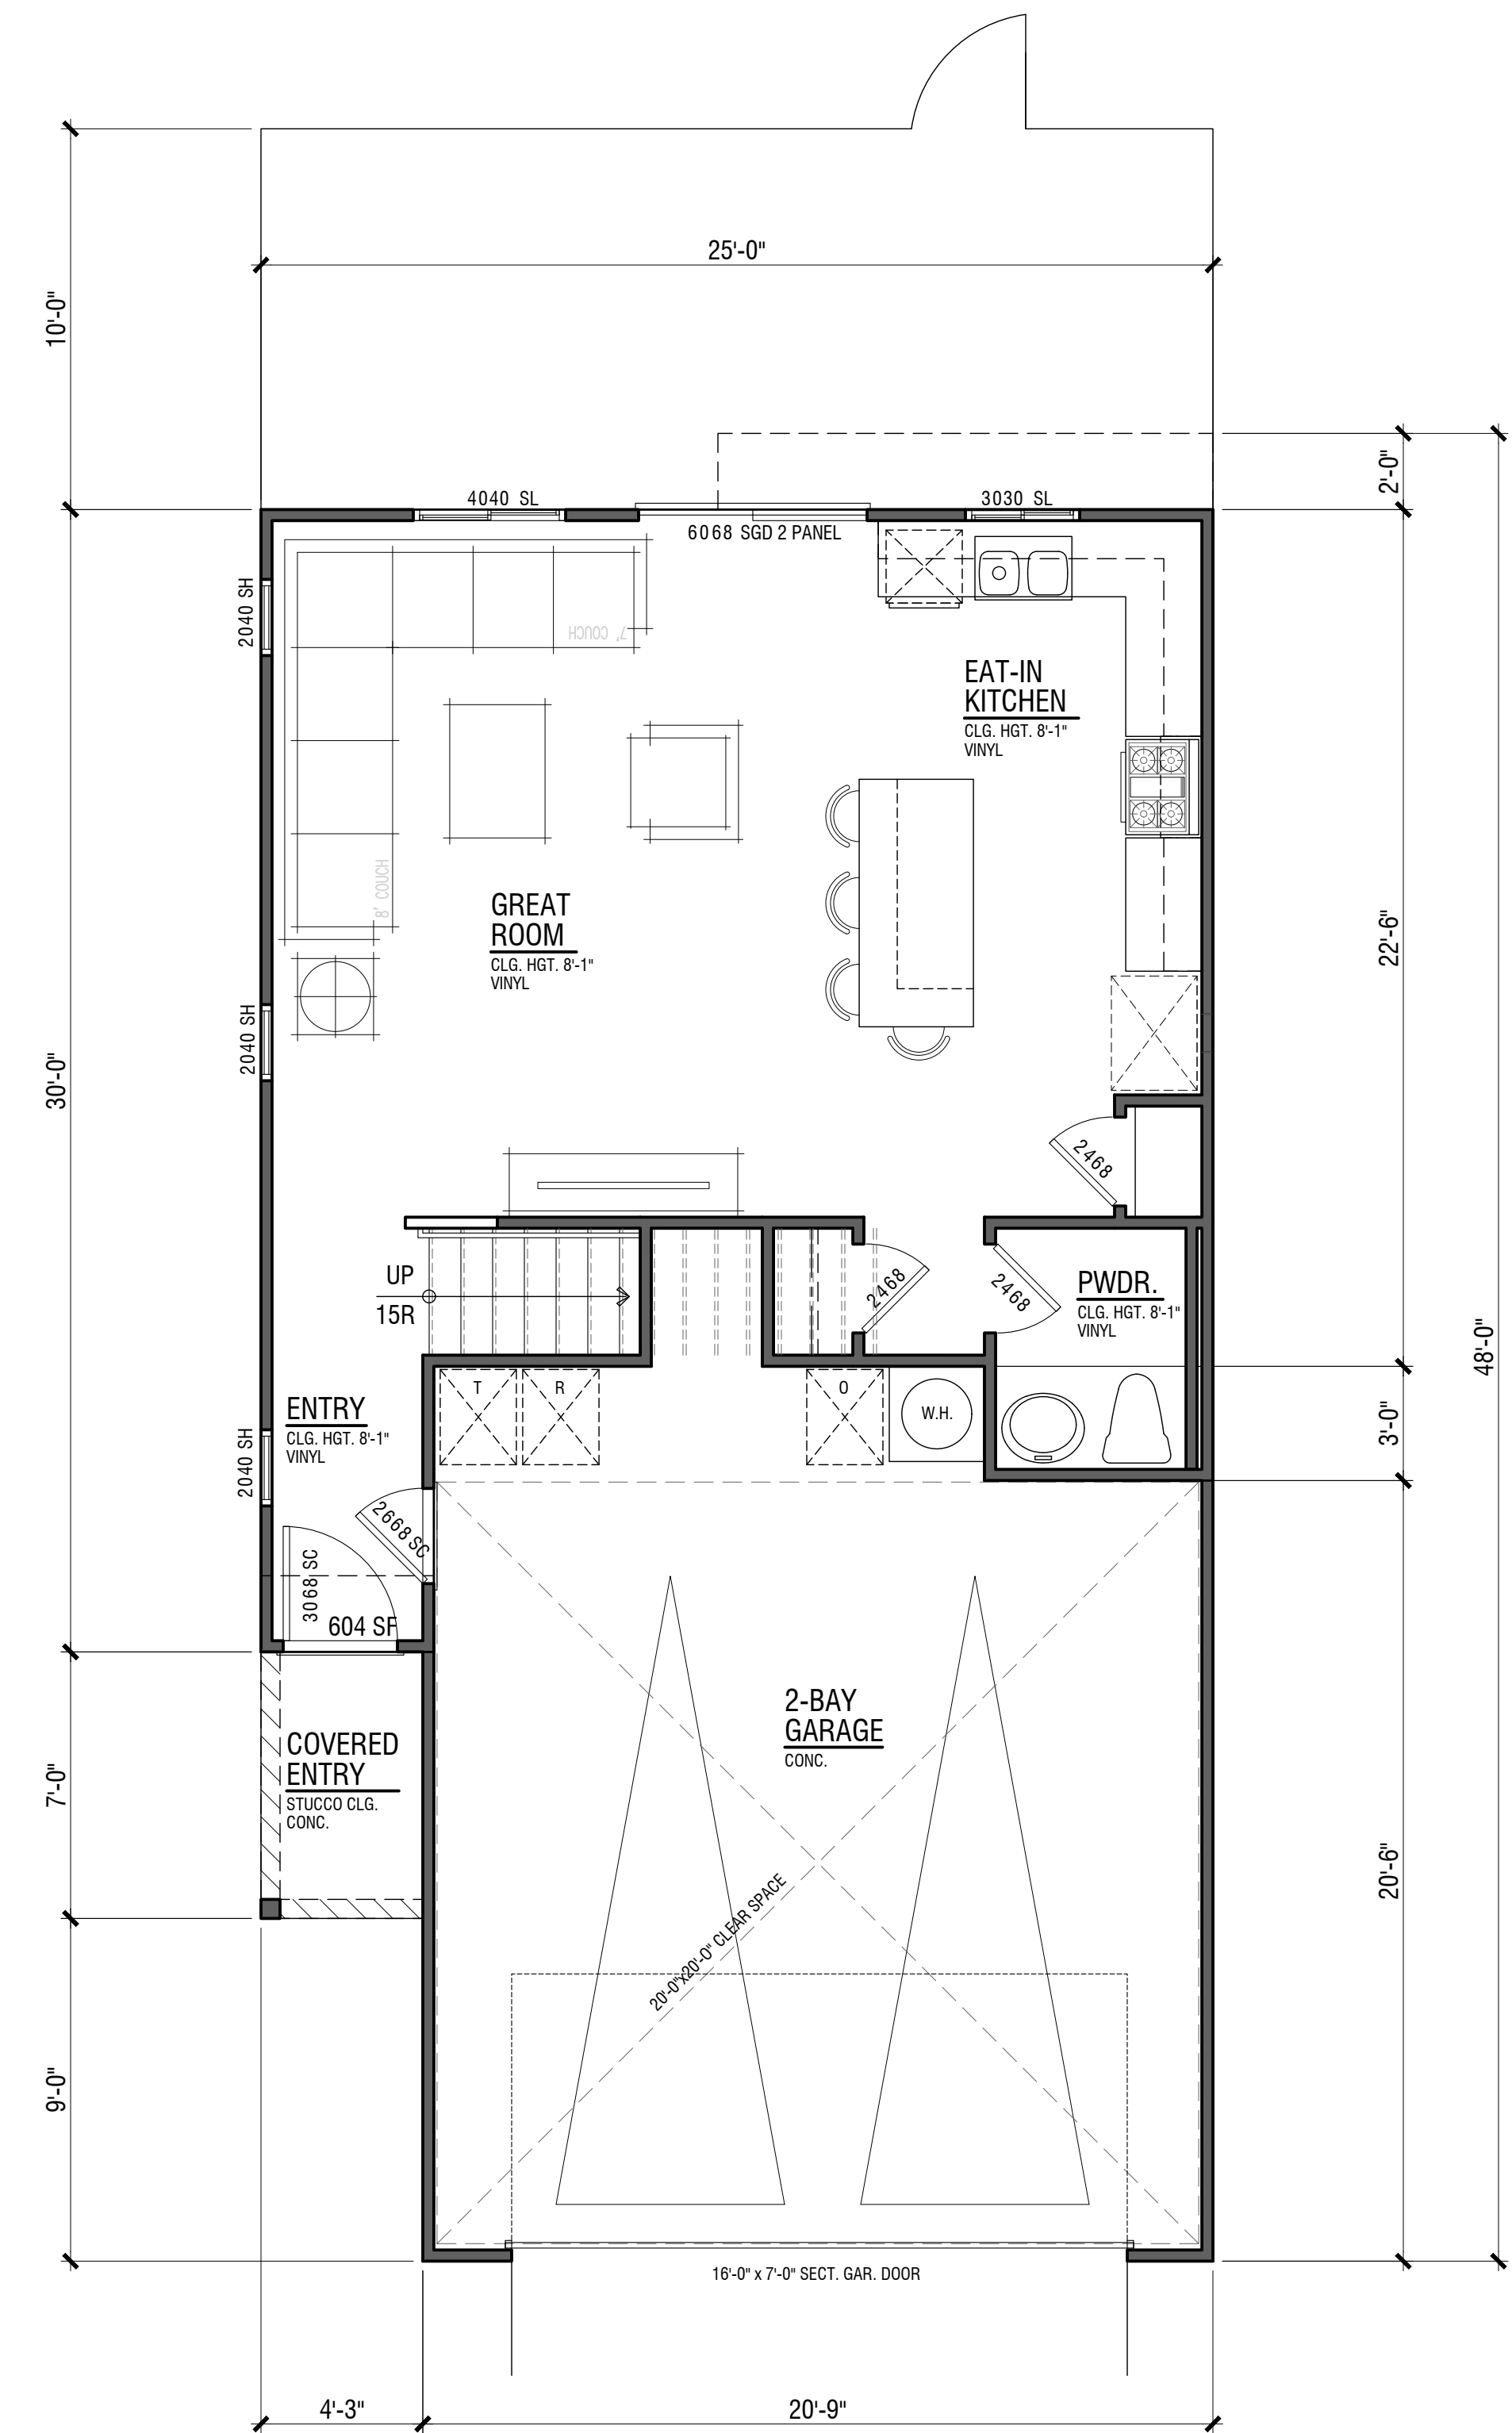 25'-0"
10'-0"
2'-0"
4040 SL
3030 SL
6068 SGD 2 PANEL
2040 SH
7' COUCH
EAT-IN
KITCHEN
CLG. HGT. 8'-1"
VINYL
8' COUCH
GREAT
ROOM
CLG. HGT. 8'-1"
VINYL
22'-6"
2040 SH
30'-0"
2468
UP
15R
2468
2468
PWDR.
CLG. HGT. 8'-1"
VINYL
48'-0"
T
R
O
W.H.
ENTRY
CLG. HGT. 8'-1"
VINYL
3'-0"
2040 SH
2668 SC
3068 SC
604 SF
2-BAY
GARAGE
CONC.
COVERED
ENTRY
STUCCO CLG.
CONC.
7'-0"
20'-6"
20'-0"x20'-0" CLEAR SPACE
9'-0"
16'-0" x 7'-0" SECT. GAR. DOOR
4'-3"
20'-9"